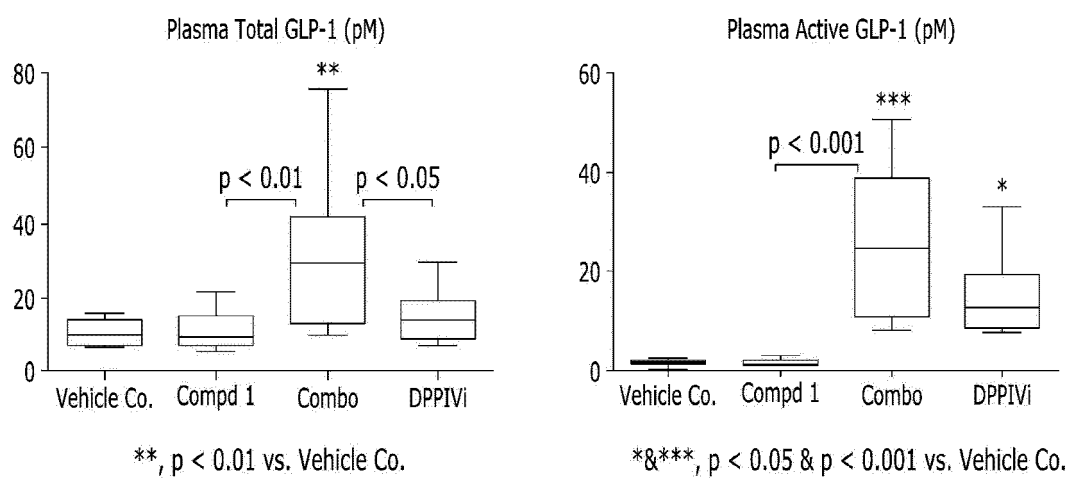 Plasma Total GLP-1 (pM)
80
60
40
20
0
**
p < 0.01
p < 0.05
Vehicle Co.
Compd 1
Combo
DPPIVi
**, p < 0.01 vs. Vehicle Co.
Plasma Active GLP-1 (pM)
60
40
20
0
***
p < 0.001
*
Vehicle Co.
Compd 1
Combo
DPPIVi
*&***, p < 0.05 & p < 0.001 vs. Vehicle Co.